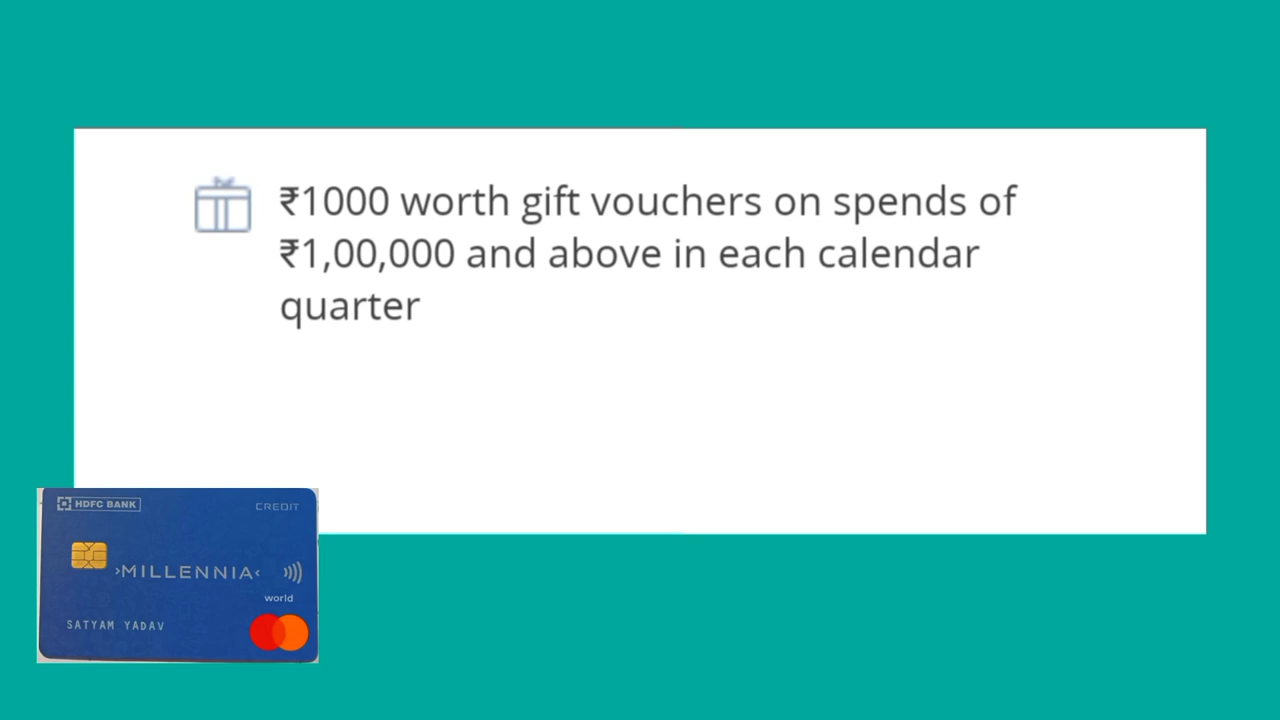 ₹1000 worth gift vouchers on spends of
₹1,00,000 and above in each calendar
quarter
HDFC BANK
CREDIT
›MILLENNIA‹
world
SATYAM YADAV